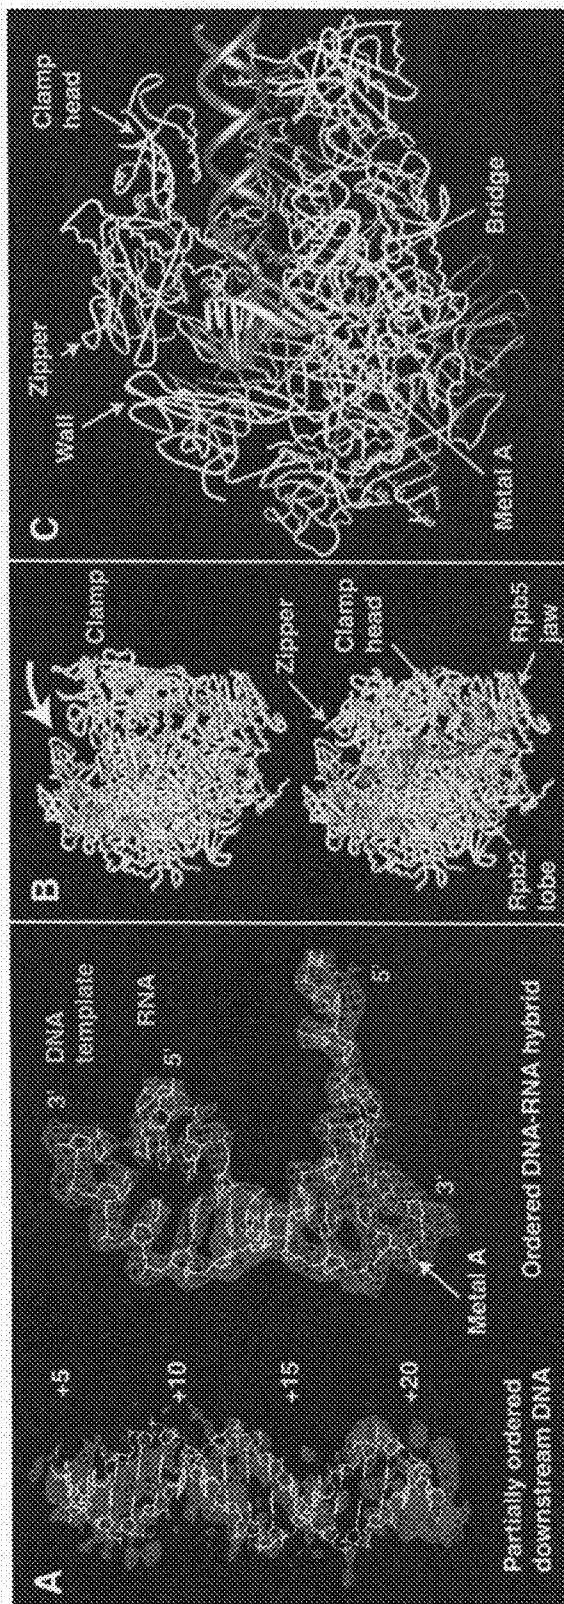 A
+5
+10
+15
+20
Partially ordered
downstream DNA
3'
DNA
template
RNA
5'
5'
3'
Metal A
Ordered DNA-RNA hybrid
B
Clamp
Zipper
Clamp
head
Rpb2
lobe
Rpb5
jaw
C
Wall
Zipper
Clamp
head
Metal A
Bridge